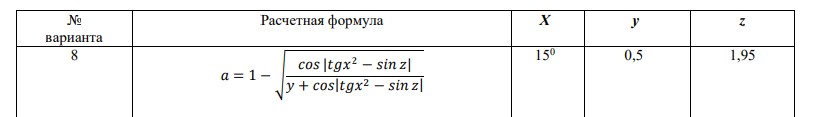 № варианта Расчетная формула X y z
8 a = 1 − √(cos |tgx² − sin z| / y + cos|tgx² − sin z|) 15⁰ 0,5 1,95